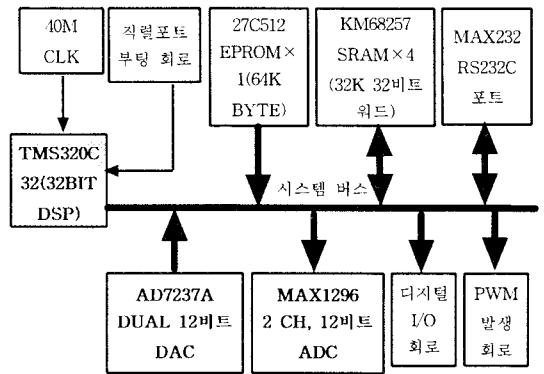 40M
CLK
직렬포트
부팅 회로
27C512
EPROM×
1(64K
BYTE)
KM68257
SRAM×4
(32K 32비트
워드)
MAX232
RS232C
포트
TMS320C
32(32BIT
DSP)
시스템 버스
AD7237A
DUAL 12비트
DAC
MAX1296
2 CH, 12비트
ADC
디지털
I/O
회로
PWM
발생
회로